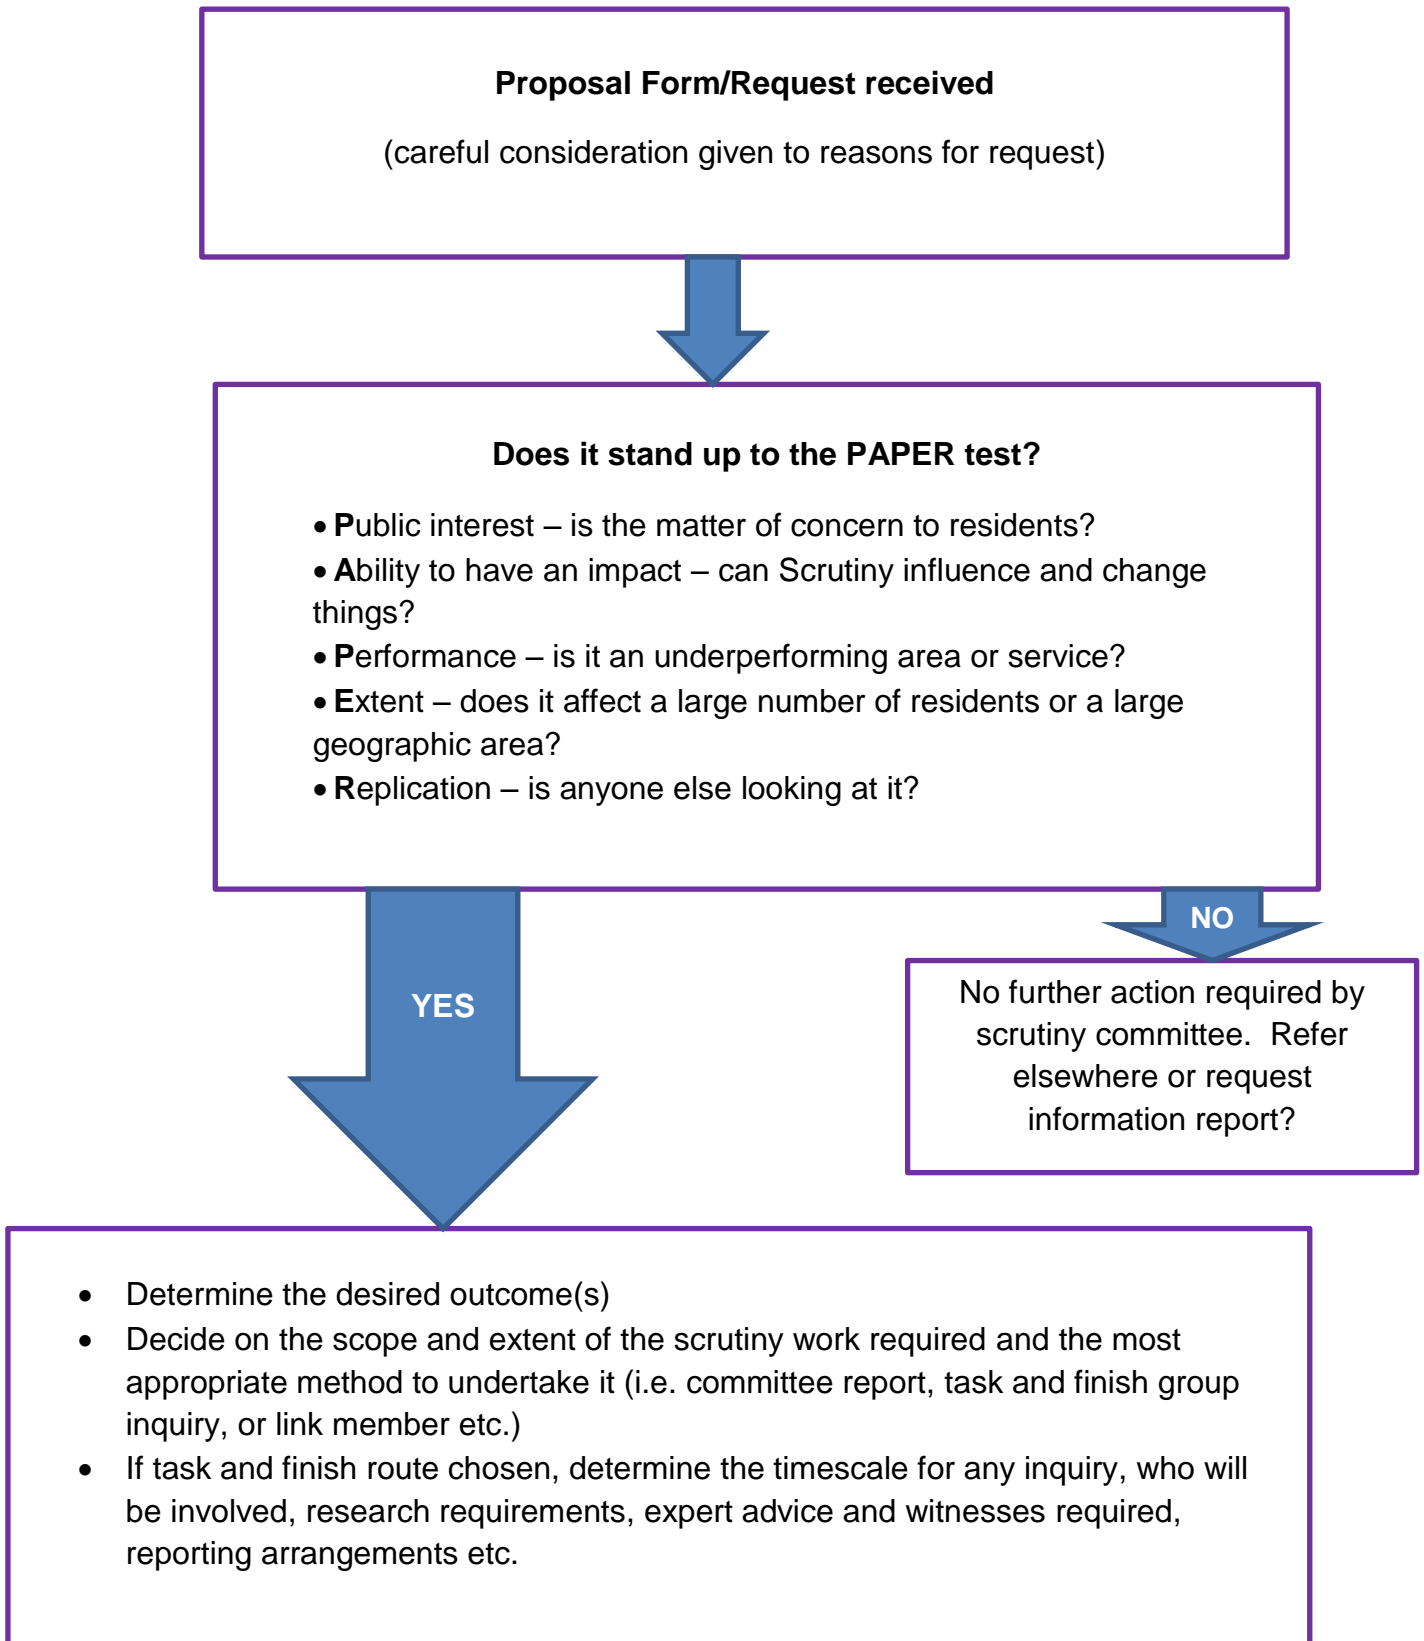 Proposal Form/Request received
(careful consideration given to reasons for request)
Does it stand up to the PAPER test?
• Public interest – is the matter of concern to residents?
• Ability to have an impact – can Scrutiny influence and change
things?
• Performance – is it an underperforming area or service?
• Extent – does it affect a large number of residents or a large
geographic area?
• Replication – is anyone else looking at it?
NO
YES
No further action required by
scrutiny committee.  Refer
elsewhere or request
information report?
• Determine the desired outcome(s)
• Decide on the scope and extent of the scrutiny work required and the most
appropriate method to undertake it (i.e. committee report, task and finish group
inquiry, or link member etc.)
• If task and finish route chosen, determine the timescale for any inquiry, who will
be involved, research requirements, expert advice and witnesses required,
reporting arrangements etc.